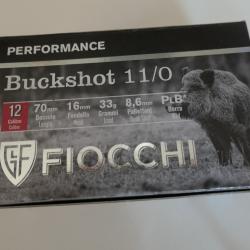 PERFORMANCE
Buckshot 11/0
12 70mm 16mm 33g 8,6mm PLB
FIOCCHI